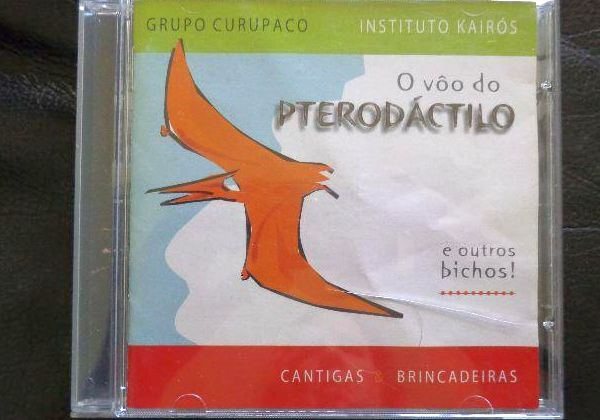 GRUPO CURUPACO INSTITUTO KAIRÓS
O vôo do
PTERODÁCTILO
e outros
bichos!
CANTIGAS & BRINCADEIRAS